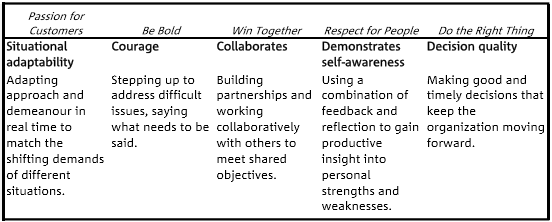 Passion for
Customers
Be Bold
Win Together
Respect for People
Do the Right Thing
Situational
adaptability
Adapting
approach and
demeanour in
real time to
match the
shifting demands
of different
situations.
Courage
Stepping up to
address difficult
issues, saying
what needs to be
said.
Collaborates
Building
partnerships and
working
collaboratively
with others to
meet shared
objectives.
Demonstrates
self-awareness
Using a
combination of
feedback and
reflection to gain
productive
insight into
personal
strengths and
weaknesses.
Decision quality
Making good and
timely decisions that
keep the
organization moving
forward.